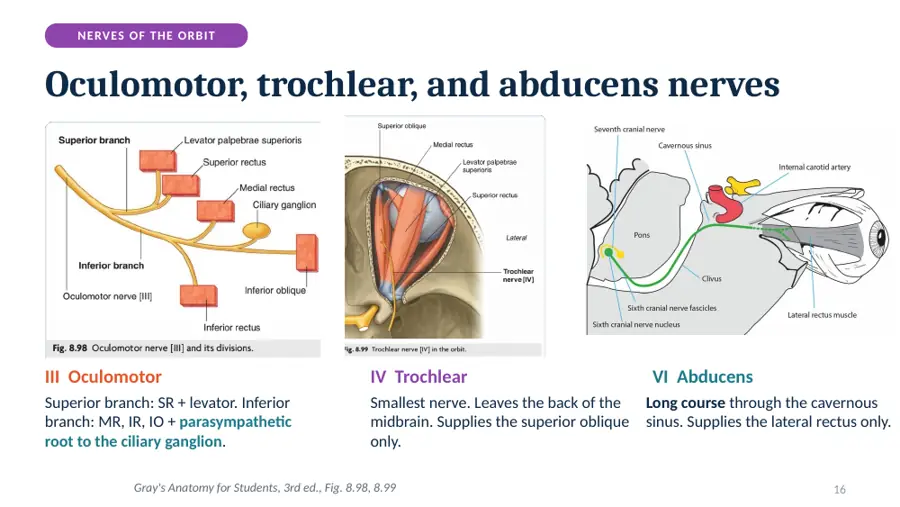 NERVES OF THE ORBIT
Oculomotor, trochlear, and abducens nerves
Superior branch
Levator palpebrae superioris
Superior rectus
Medial rectus
Ciliary ganglion
Inferior branch
Inferior oblique
Oculomotor nerve [III]
Inferior rectus
Fig. 8.98 Oculomotor nerve [III] and its divisions.
Superior oblique
Medial rectus
Levator palpebrae
superioris
Superior rectus
Lateral
Trochlear
nerve [IV]
ig. 8.99 Trochlear nerve [IV] in the orbit.
Seventh cranial nerve
Cavernous sinus
Internal carotid artery
Pons
Clivus
Sixth cranial nerve fascicles
Sixth cranial nerve nucleus
Lateral rectus muscle
III Oculomotor
Superior branch: SR + levator. Inferior
branch: MR, IR, IO + parasympathetic
root to the ciliary ganglion.
IV Trochlear
Smallest nerve. Leaves the back of the
midbrain. Supplies the superior oblique
only.
VI Abducens
Long course through the cavernous
sinus. Supplies the lateral rectus only.
Gray's Anatomy for Students, 3rd ed., Fig. 8.98, 8.99
16